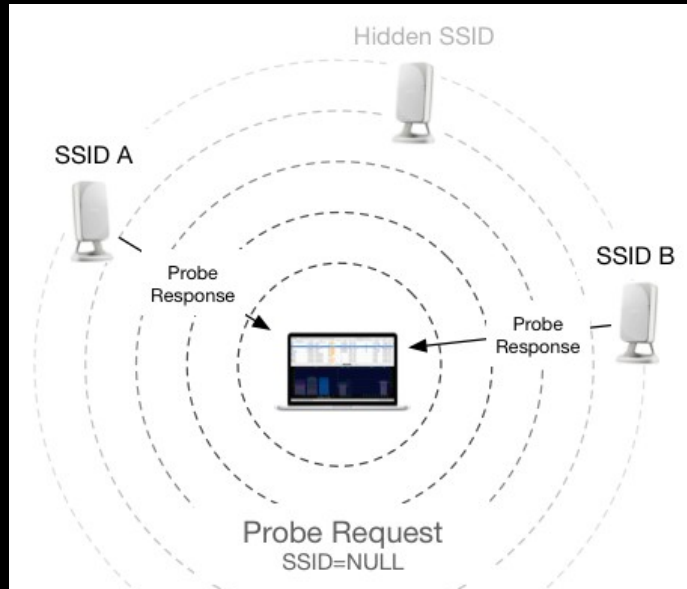 Hidden SSID
SSID A
SSID B
Probe
Response
Probe
Response
Probe Request
SSID=NULL